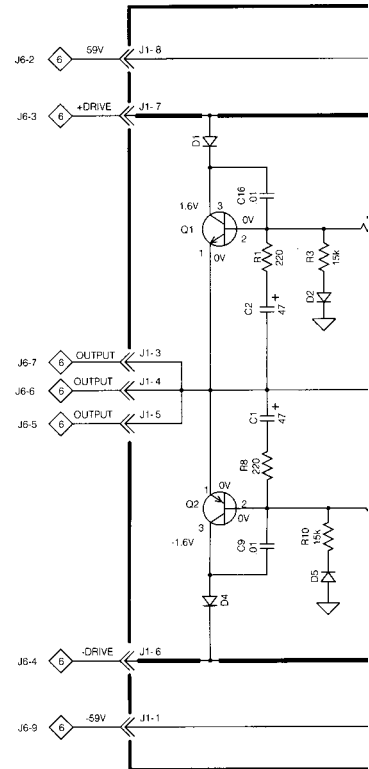 J6-2 6 59V J1-8
J6-3 6 +DRIVE J1-7
D1
C16
.01
1.6V 3
0V
Q1
2
1
0V
R1
220
R3
15k
D2
C2
+
47
J6-7 6 OUTPUT J1-3
J6-6 6 OUTPUT J1-4
J6-5 6 OUTPUT J1-5
C1
+
47
R8
220
1 0V
Q2
2
0V
3
-1.6V
C9
.01
R10
15k
D5
D4
J6-4 6 -DRIVE J1-6
J6-9 6 -59V J1-1